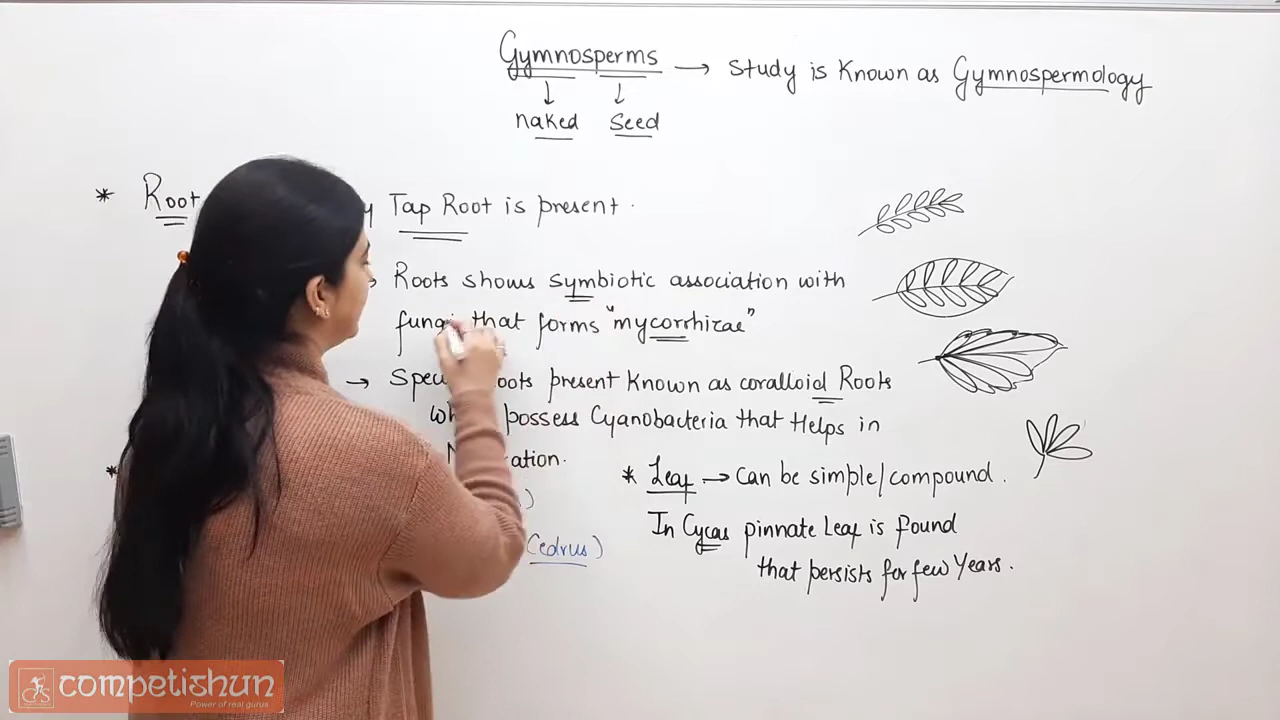 Gymnosperms → Study is Known as Gymnospermology
naked Seed
* Root Tap Root is present.
Roots shows symbiotic association with
fungi that forms "mycorrhizae"
→ Roots present Known as coralloid Roots
possess Cyanobacteria that Helps in
* Leaf → Can be simple/compound.
In Cycas pinnate Leaf is found
that persists for few Years.
Cedrus)
competishun
Power of real gurus